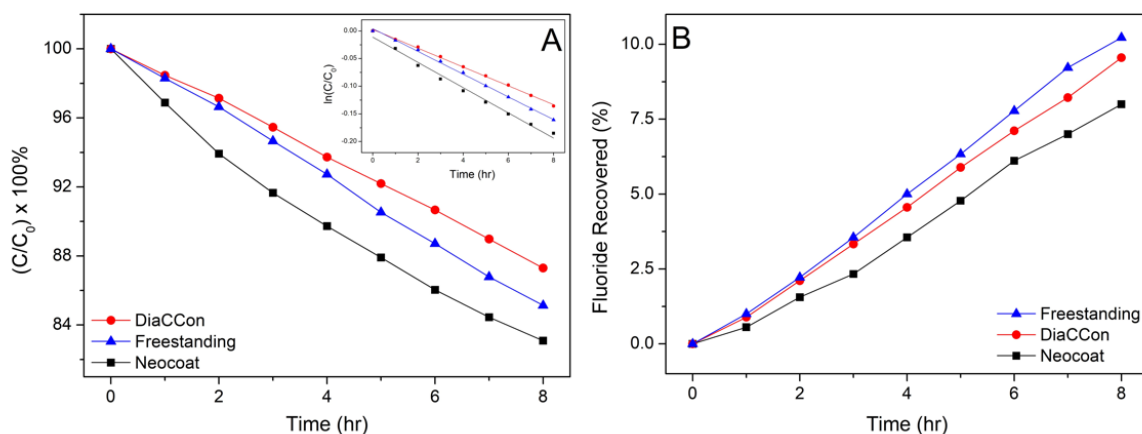 A
(C/C₀) x 100%
100
96
92
88
84
0
2
4
6
8
Time (hr)
DiaCCon
Freestanding
Neocoat
ln(C/C₀)
0.00
-0.05
-0.10
-0.15
-0.20
0
2
4
6
8
Time (hr)
B
Fluoride Recovered (%)
10.0
7.5
5.0
2.5
0.0
0
2
4
6
8
Time (hr)
Freestanding
DiaCCon
Neocoat